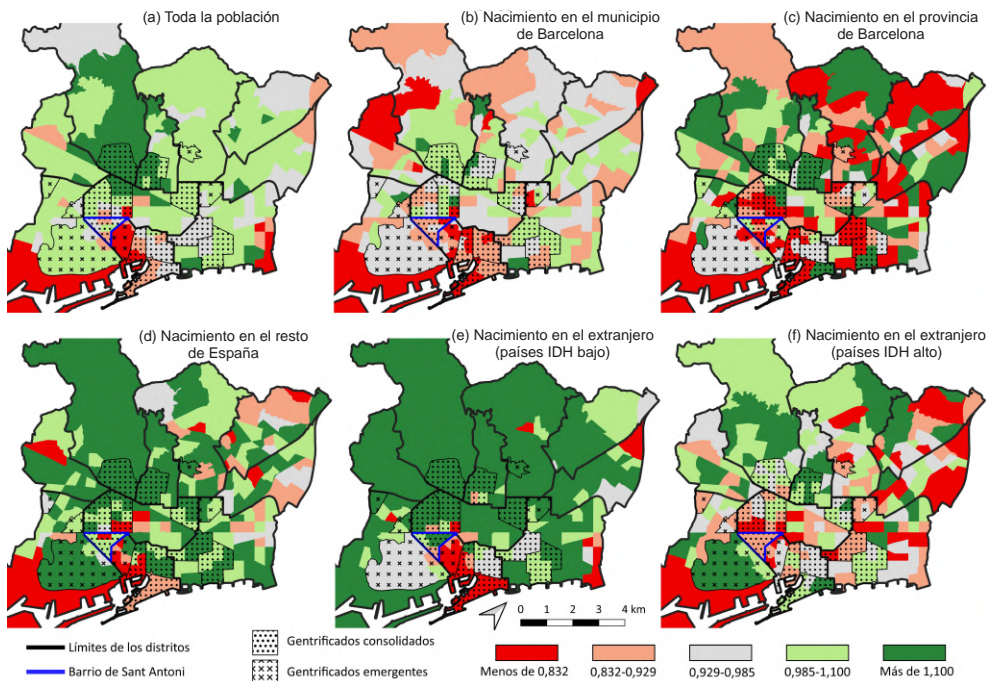 (a) Toda la población
(b) Nacimiento en el municipio
de Barcelona
(c) Nacimiento en el provincia
de Barcelona
(d) Nacimiento en el resto
de España
(e) Nacimiento en el extranjero
(países IDH bajo)
(f) Nacimiento en el extranjero
(países IDH alto)
0 1 2 3 4 km
Límites de los distritos
Barrio de Sant Antoni
Gentrificados consolidados
Gentrificados emergentes
Menos de 0,832
0,832-0,929
0,929-0,985
0,985-1,100
Más de 1,100